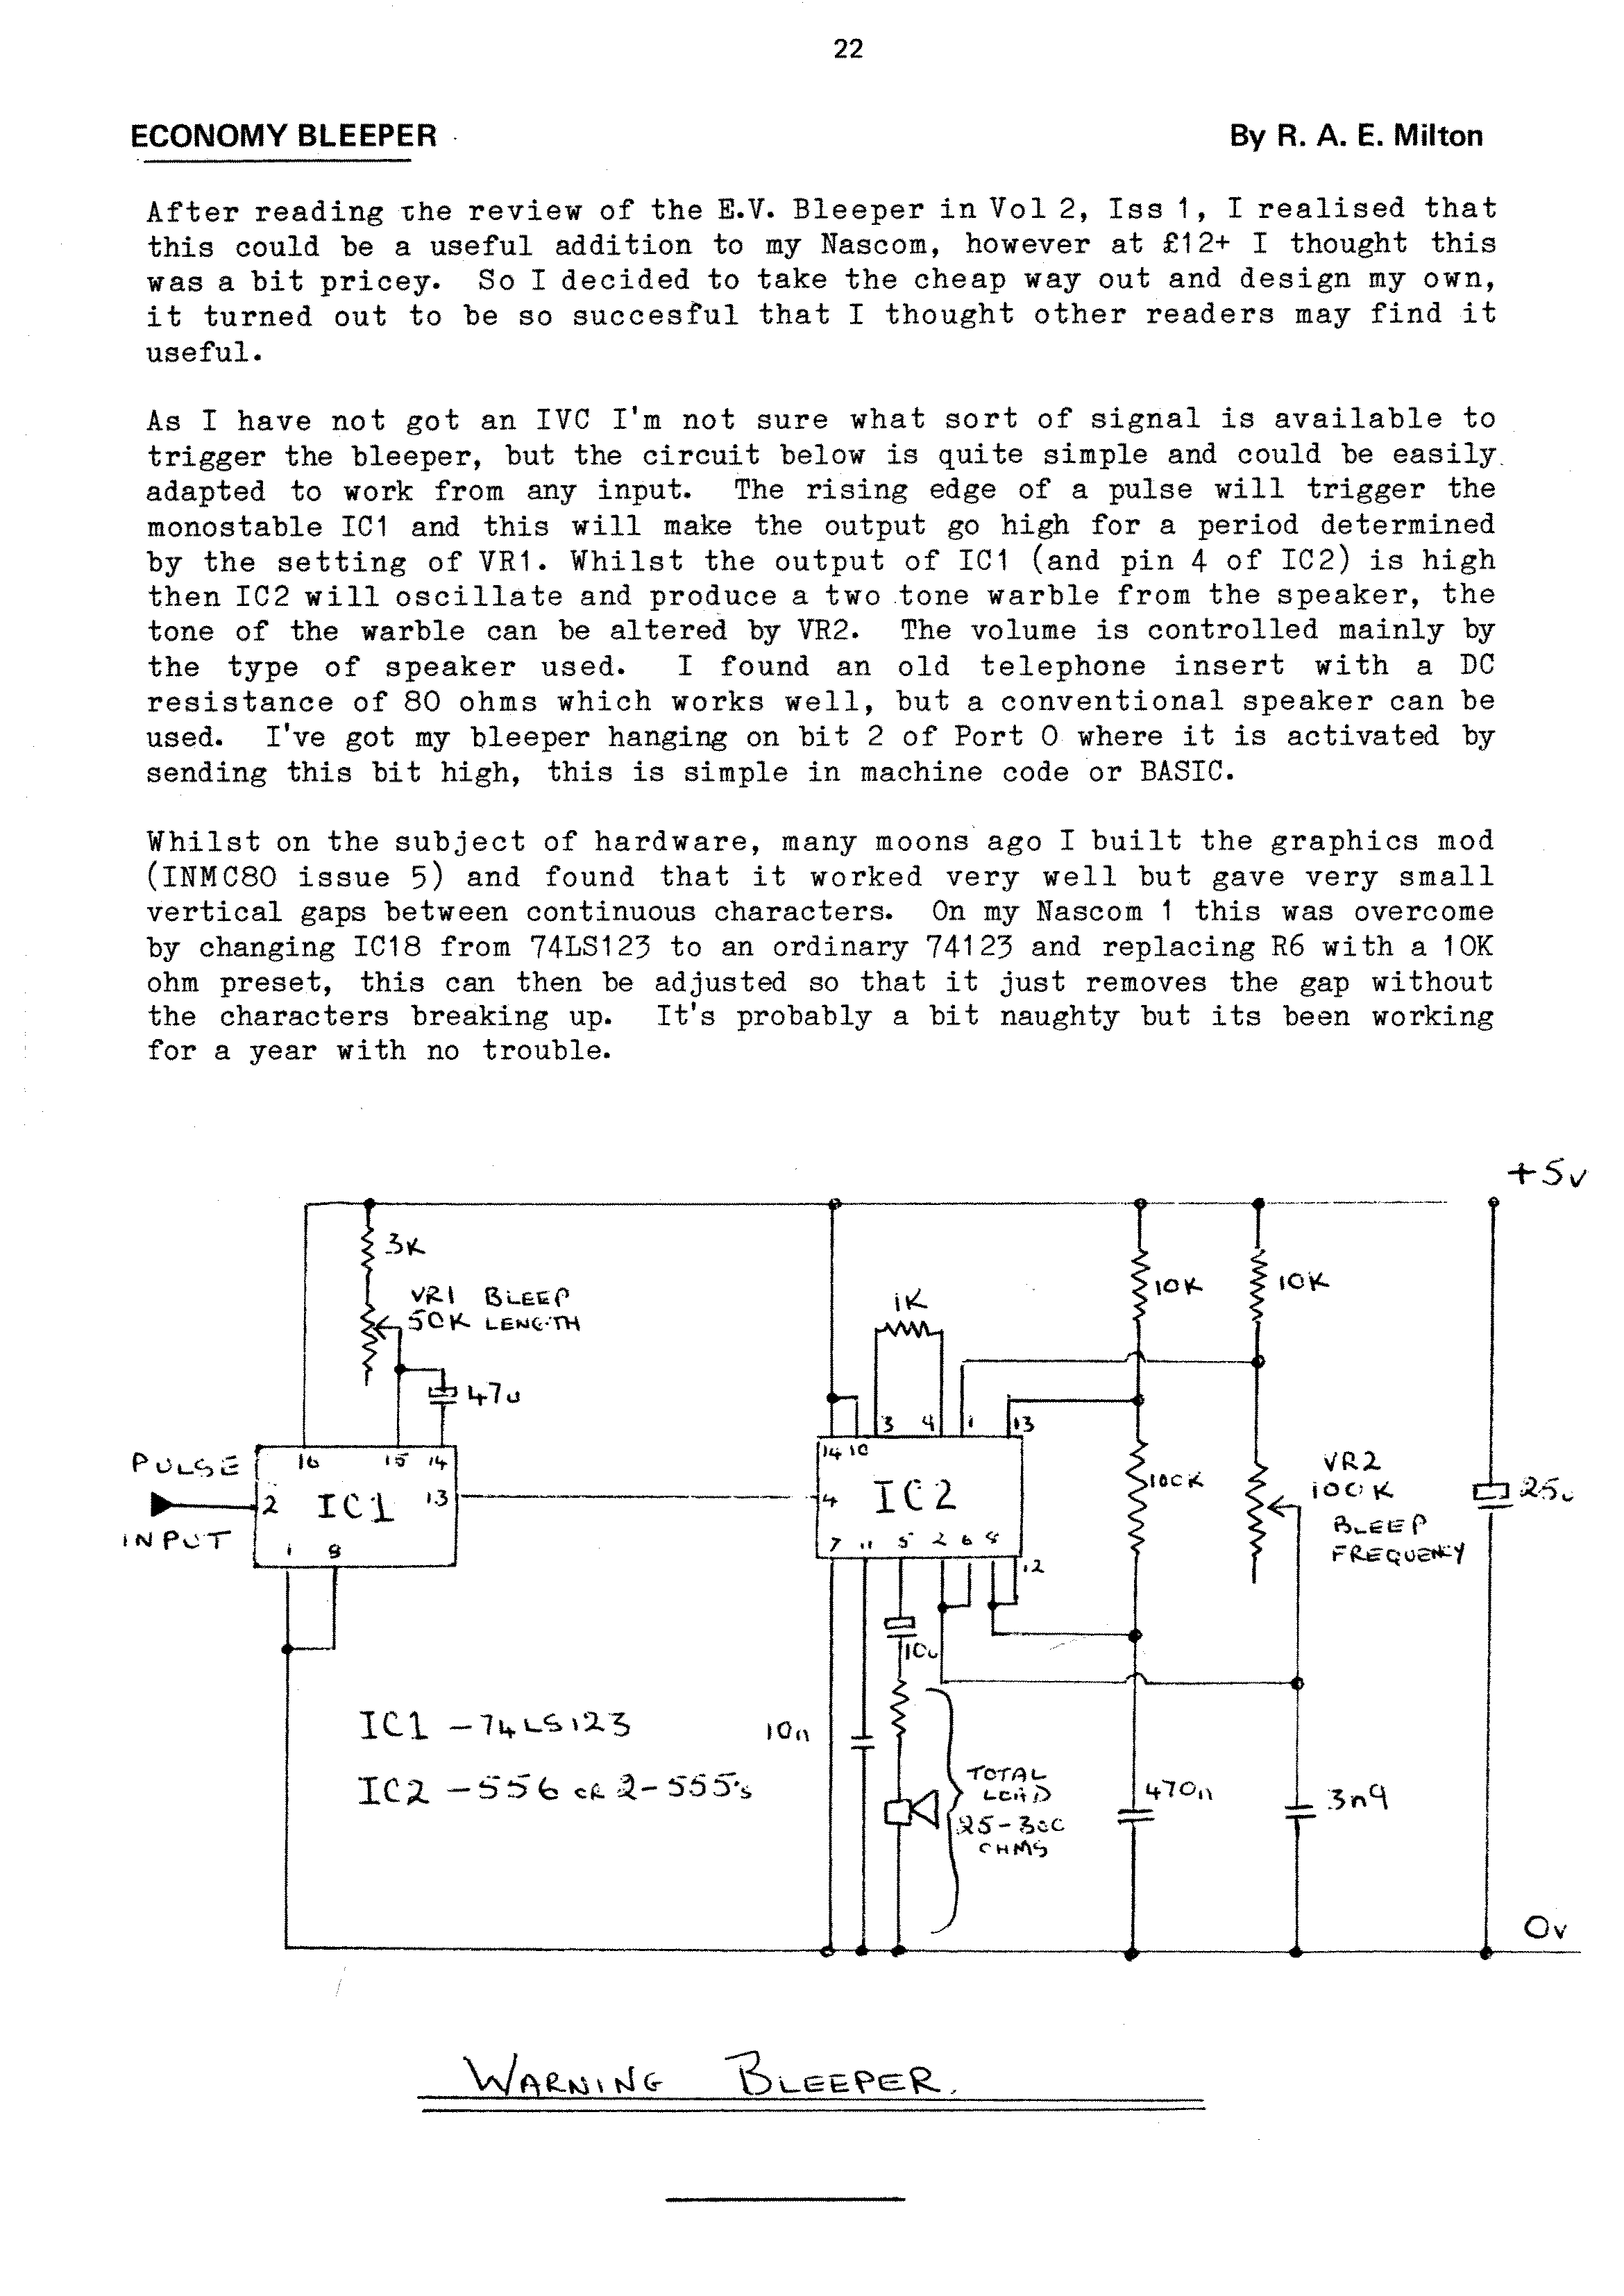 22
ECONOMY BLEEPER By R. A. E. Milton
After reading the review of the E.V. Bleeper in Vol 2, Iss 1, I realised that
this could be a useful addition to my Nascom, however at £12+ I thought this
was a bit pricey. So I decided to take the cheap way out and design my own,
it turned out to be so succesful that I thought other readers may find it
useful.
As I have not got an IVC I'm not sure what sort of signal is available to
trigger the bleeper, but the circuit below is quite simple and could be easily
adapted to work from any input. The rising edge of a pulse will trigger the
monostable IC1 and this will make the output go high for a period determined
by the setting of VR1. Whilst the output of IC1 (and pin 4 of IC2) is high
then IC2 will oscillate and produce a two tone warble from the speaker, the
tone of the warble can be altered by VR2. The volume is controlled mainly by
the type of speaker used. I found an old telephone insert with a DC
resistance of 80 ohms which works well, but a conventional speaker can be
used. I've got my bleeper hanging on bit 2 of Port 0 where it is activated by
sending this bit high, this is simple in machine code or BASIC.
Whilst on the subject of hardware, many moons ago I built the graphics mod
(INMC80 issue 5) and found that it worked very well but gave very small
vertical gaps between continuous characters. On my Nascom 1 this was overcome
by changing IC18 from 74LS123 to an ordinary 74123 and replacing R6 with a 10K
ohm preset, this can then be adjusted so that it just removes the gap without
the characters breaking up. It's probably a bit naughty but its been working
for a year with no trouble.
+5v
3K
VR1 BLEEP
50K LENGTH
47u
1K
10K
10K
3 4 1 13
14 10
PULSE
INPUT
16 15 14
2 IC1 13
1 8
4 IC2
7 11 5 2 6 8
12
100K
VR2
100K
BLEEP
FREQUENCY
25u
10u
IC1 - 74LS123
IC2 - 556 OR 2-555's
10n
TOTAL
LOAD
25-300
OHMS
470n
3n9
0v
WARNING BLEEPER.